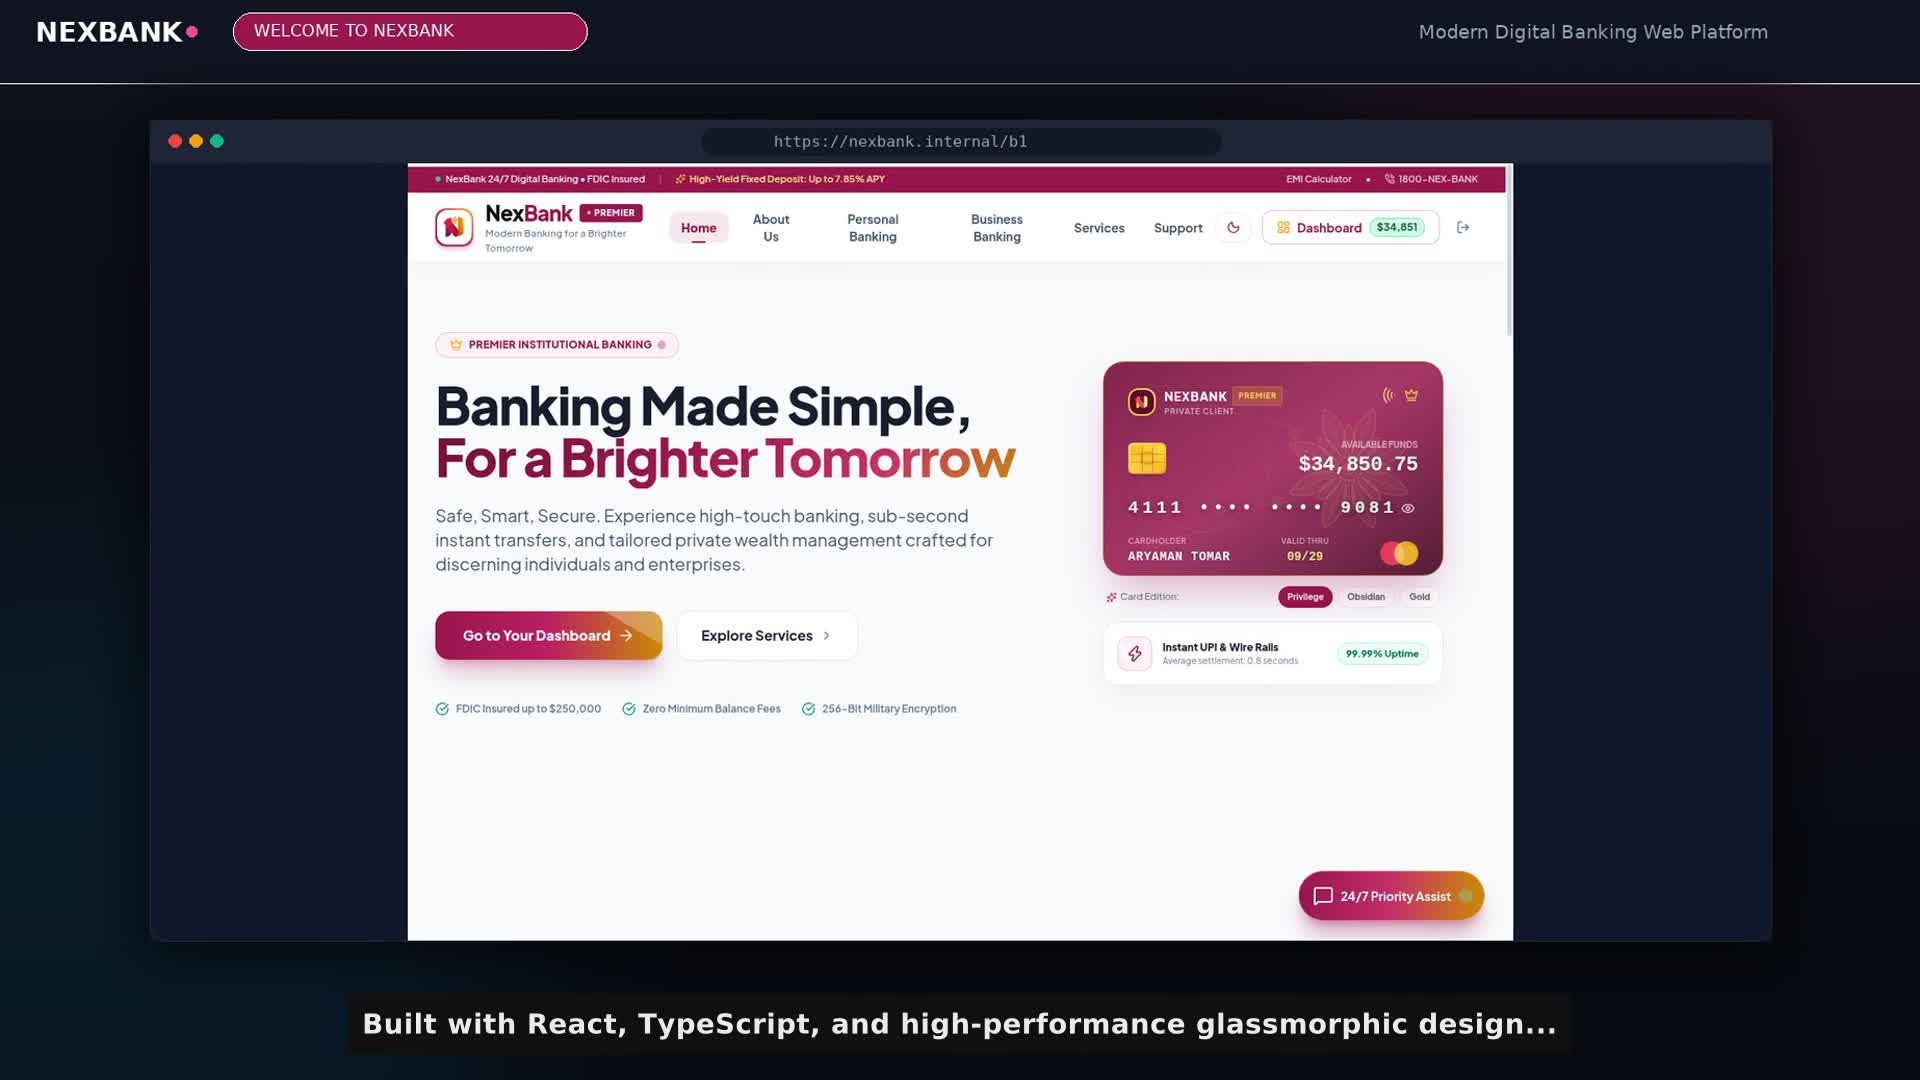 NEXBANK
WELCOME TO NEXBANK
Modern Digital Banking Web Platform
https://nexbank.internal/b1
NexBank 24/7 Digital Banking • FDIC Insured
High-Yield Fixed Deposit: Up to 7.85% APY
EMI Calculator
•
1800-NEX-BANK
NexBank
• PREMIER
Modern Banking for a Brighter
Tomorrow
Home
About
Us
Personal
Banking
Business
Banking
Services
Support
Dashboard
$34,851
PREMIER INSTITUTIONAL BANKING
Banking Made Simple,
For a Brighter Tomorrow
Safe, Smart, Secure. Experience high-touch banking, sub-second
instant transfers, and tailored private wealth management crafted for
discerning individuals and enterprises.
Go to Your Dashboard
Explore Services
FDIC Insured up to $250,000
Zero Minimum Balance Fees
256-Bit Military Encryption
NEXBANK
PREMIER
PRIVATE CLIENT
AVAILABLE FUNDS
$34,850.75
4111 •••• •••• 9081
CARDHOLDER
ARYAMAN TOMAR
VALID THRU
09/29
Card Edition:
Privilege
Obsidian
Gold
Instant UPI & Wire Rails
Average settlement: 0.8 seconds
99.99% Uptime
24/7 Priority Assist
Built with React, TypeScript, and high-performance glassmorphic design...